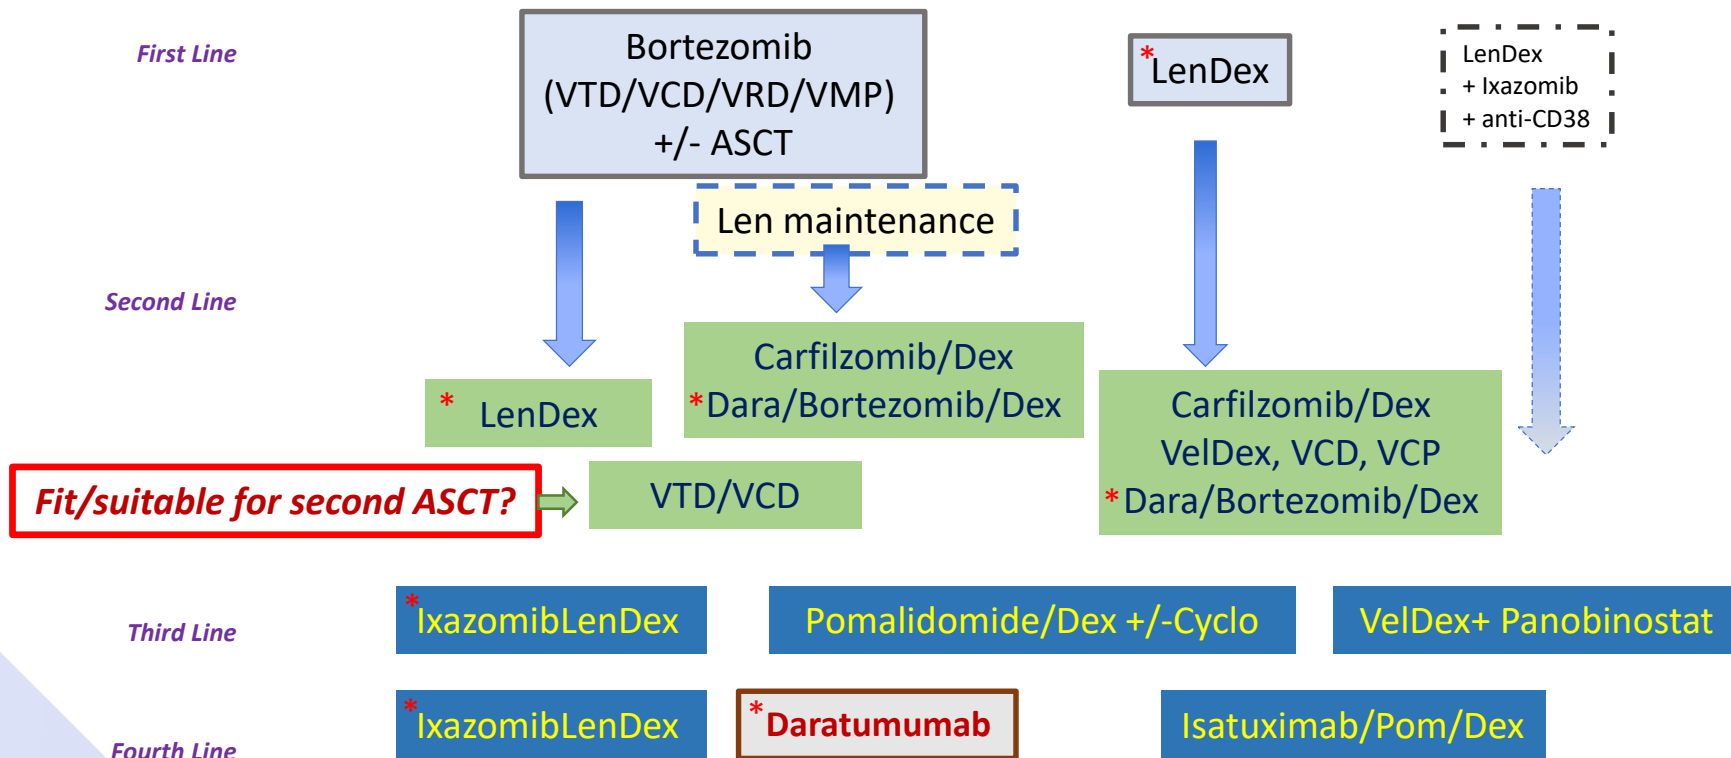 First Line
Bortezomib
(VTD/VCD/VRD/VMP)
+/- ASCT
*LenDex
LenDex
+ Ixazomib
+ anti-CD38
Len maintenance
Second Line
Carfilzomib/Dex
*Dara/Bortezomib/Dex
* LenDex
Carfilzomib/Dex
VelDex, VCD, VCP
*Dara/Bortezomib/Dex
Fit/suitable for second ASCT?
VTD/VCD
Third Line
*IxazomibLenDex
Pomalidomide/Dex +/-Cyclo
VelDex+ Panobinostat
Fourth Line
*IxazomibLenDex
*Daratumumab
Isatuximab/Pom/Dex